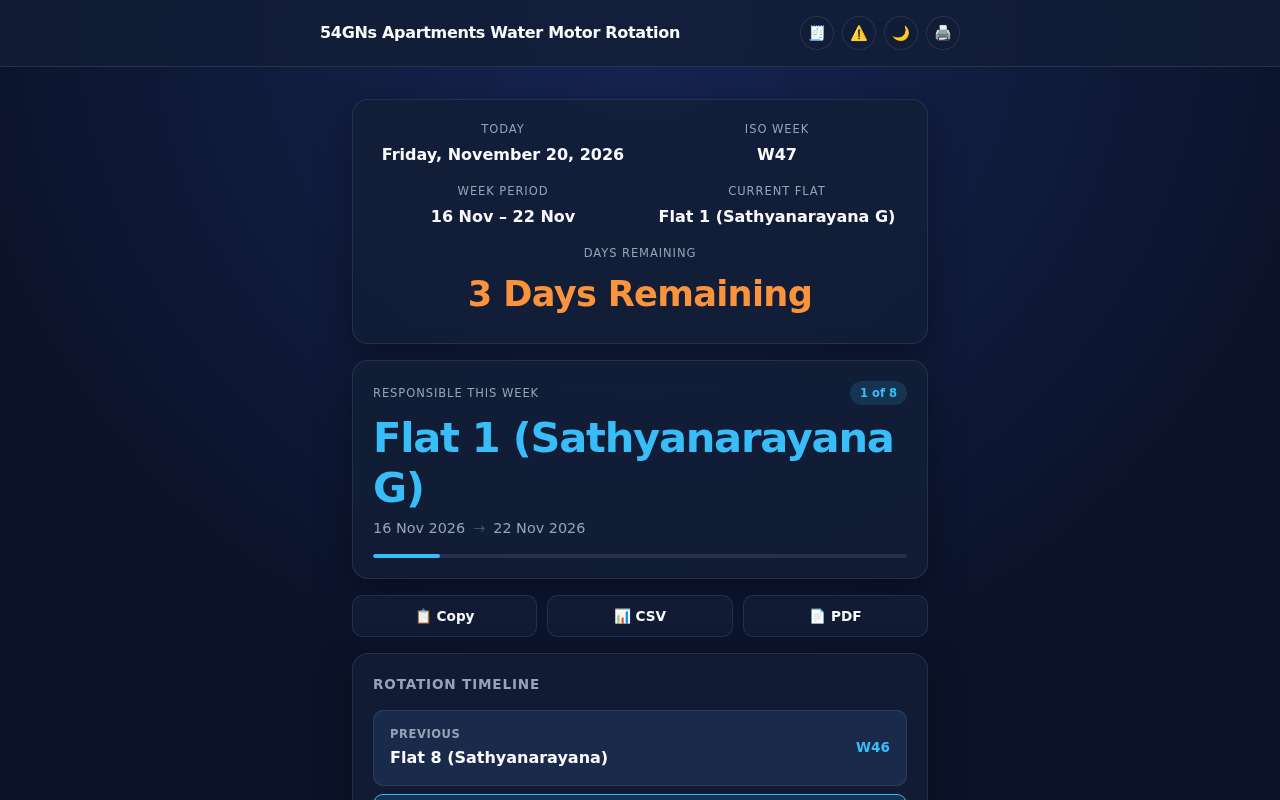 54GNs Apartments Water Motor Rotation
TODAY
Friday, November 20, 2026
ISO WEEK
W47
WEEK PERIOD
16 Nov – 22 Nov
CURRENT FLAT
Flat 1 (Sathyanarayana G)
DAYS REMAINING
3 Days Remaining
RESPONSIBLE THIS WEEK
1 of 8
Flat 1 (Sathyanarayana
G)
16 Nov 2026 → 22 Nov 2026
Copy
CSV
PDF
ROTATION TIMELINE
PREVIOUS
Flat 8 (Sathyanarayana)
W46